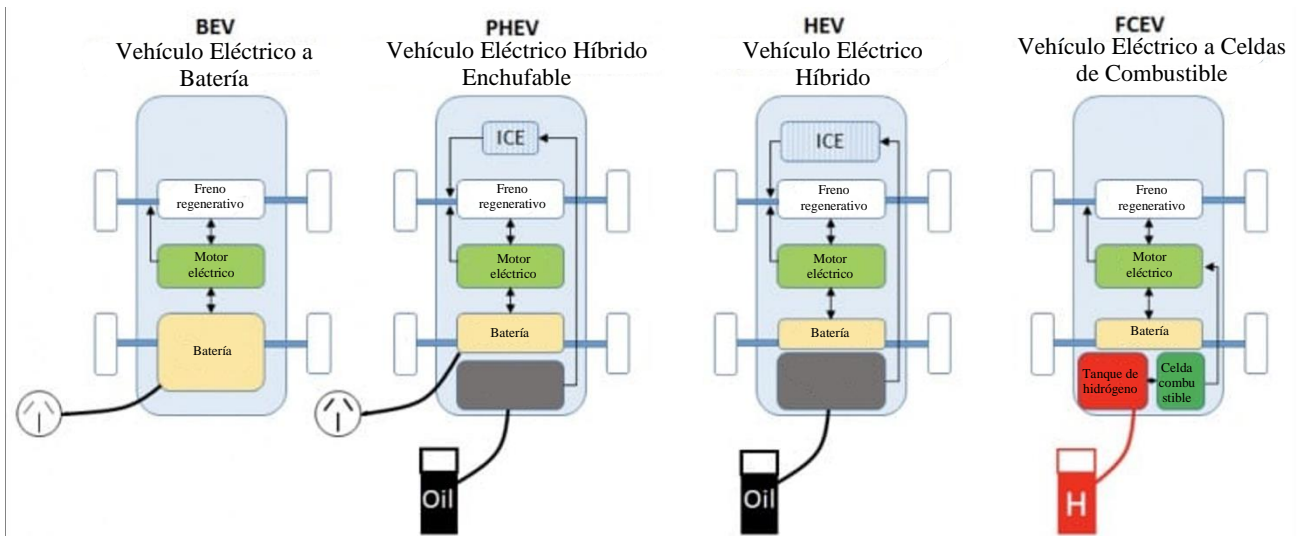 BEV
Vehículo Eléctrico a
Batería
Freno
regenerativo
Motor
eléctrico
Batería
PHEV
Vehículo Eléctrico Híbrido
Enchufable
ICE
Freno
regenerativo
Motor
eléctrico
Batería
Oil
HEV
Vehículo Eléctrico
Híbrido
ICE
Freno
regenerativo
Motor
eléctrico
Batería
Oil
FCEV
Vehículo Eléctrico a Celdas
de Combustible
Freno
regenerativo
Motor
eléctrico
Batería
Tanque de
hidrógeno
Celda
combu
stible
H